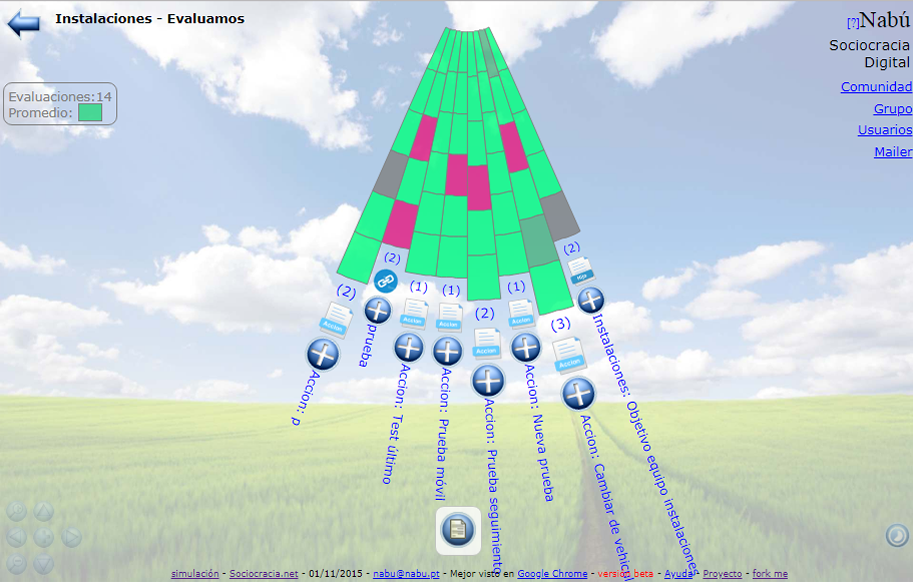 Instalaciones - Evaluamos
[?]Nabú
Sociocracia
Digital
Comunidad
Grupo
Usuarios
Mailer
Evaluaciones:14
Promedio:
(2)
(2)
(1)
(1)
(2)
(1)
(3)
(2)
Accion
Accion
Accion
Accion
Accion
Accion
Hijo
Accion: p
prueba
Accion: Test último
Accion: Prueba móvil
Accion: Prueba seguimiento
Accion: Nueva prueba
Accion: Cambiar de vehicul
Instalaciones: Objetivo equipo instalaciones
simulación - Sociocracia.net - 01/11/2015 - nabu@nabu.pt - Mejor visto en Google Chrome - version beta - Ayuda - Proyecto - fork me